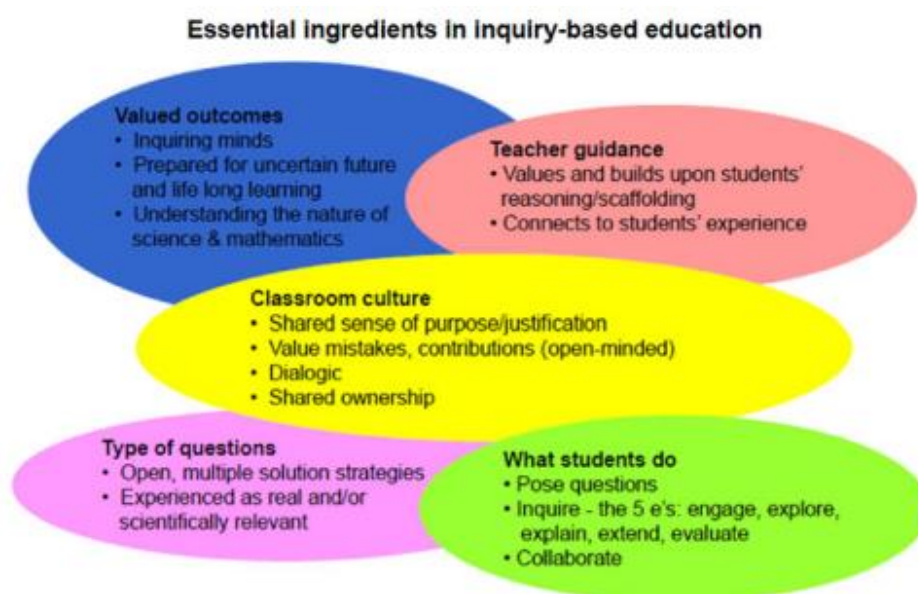 Essential ingredients in inquiry-based education
Valued outcomes
• Inquiring minds
• Prepared for uncertain future
and life long learning
• Understanding the nature of
science & mathematics
Teacher guidance
• Values and builds upon students'
reasoning/scaffolding
• Connects to students' experience
Classroom culture
• Shared sense of purpose/justification
• Value mistakes, contributions (open-minded)
• Dialogic
• Shared ownership
Type of questions
• Open, multiple solution strategies
• Experienced as real and/or
scientifically relevant
What students do
• Pose questions
• Inquire - the 5 e's: engage, explore,
explain, extend, evaluate
• Collaborate